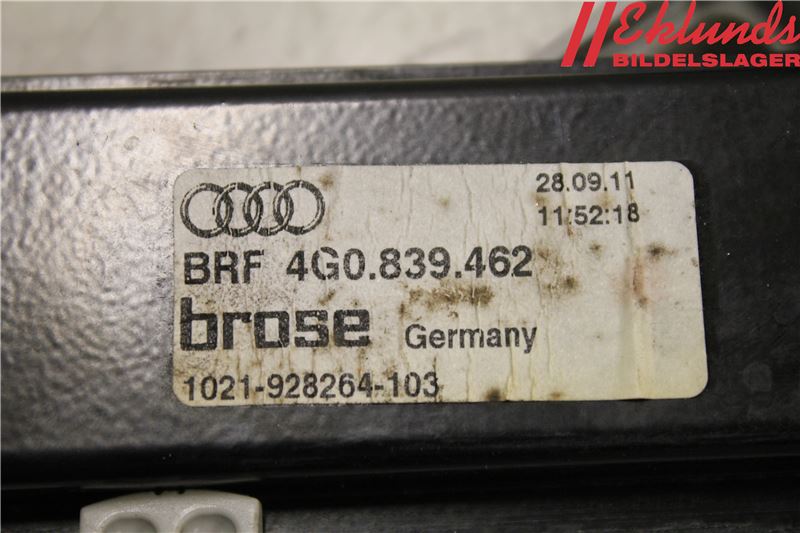 Eklunds
BILDELSLAGER
28.09.11
11:52:18
BRF 4G0.839.462
brose Germany
1021-928264-103